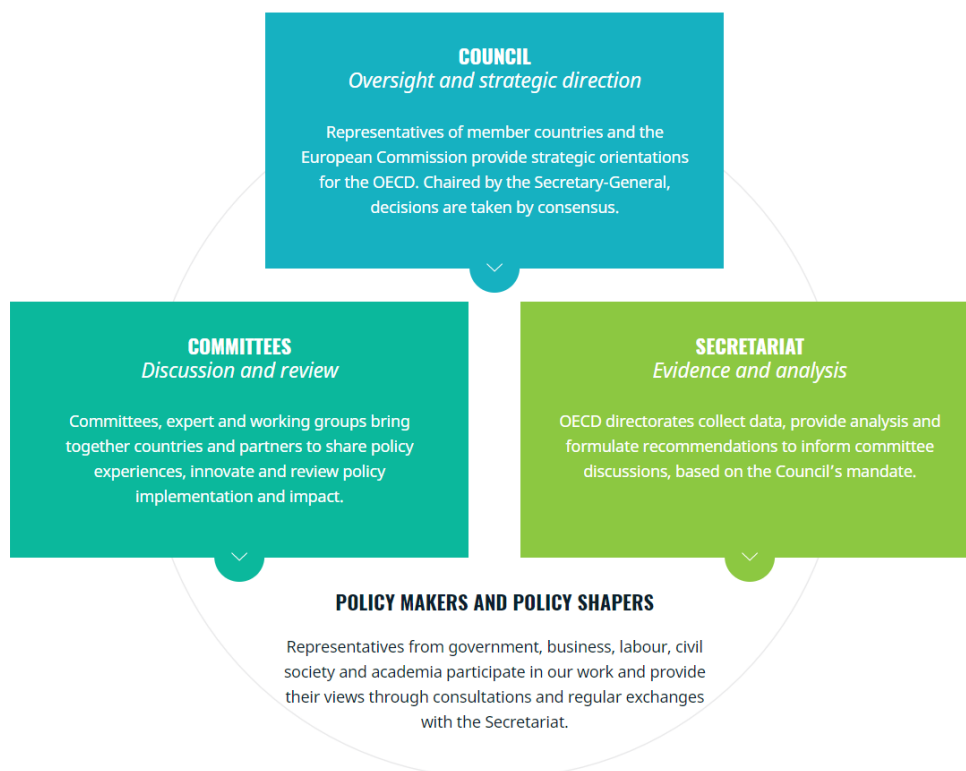 COUNCIL
Oversight and strategic direction
Representatives of member countries and the
European Commission provide strategic orientations
for the OECD. Chaired by the Secretary-General,
decisions are taken by consensus.
COMMITTEES
Discussion and review
Committees, expert and working groups bring
together countries and partners to share policy
experiences, innovate and review policy
implementation and impact.
SECRETARIAT
Evidence and analysis
OECD directorates collect data, provide analysis and
formulate recommendations to inform committee
discussions, based on the Council’s mandate.
POLICY MAKERS AND POLICY SHAPERS
Representatives from government, business, labour, civil
society and academia participate in our work and provide
their views through consultations and regular exchanges
with the Secretariat.